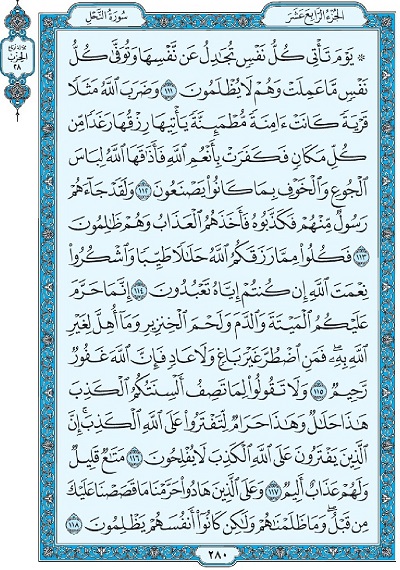 الجزء الرابع عشر
سورة النحل
الحزب
٢٨
۞ يَوْمَ تَأْتِي كُلُّ نَفْسٍ تُجَٰدِلُ عَن نَّفْسِهَا وَتُوَفَّىٰ كُلُّ
نَفْسٍ مَّا عَمِلَتْ وَهُمْ لَا يُظْلَمُونَ ١١١ وَضَرَبَ ٱللَّهُ مَثَلًا
قَرْيَةً كَانَتْ ءَامِنَةً مُّطْمَئِنَّةً يَأْتِيهَا رِزْقُهَا رَغَدًا مِّن
كُلِّ مَكَانٍ فَكَفَرَتْ بِأَنْعُمِ ٱللَّهِ فَأَذَٰقَهَا ٱللَّهُ لِبَاسَ
ٱلْجُوعِ وَٱلْخَوْفِ بِمَا كَانُوا۟ يَصْنَعُونَ ١١٢ وَلَقَدْ جَآءَهُمْ
رَسُولٌ مِّنْهُمْ فَكَذَّبُوهُ فَأَخَذَهُمُ ٱلْعَذَابُ وَهُمْ ظَٰلِمُونَ
١١٣ فَكُلُوا۟ مِمَّا رَزَقَكُمُ ٱللَّهُ حَلَٰلًا طَيِّبًا وَٱشْكُرُوا۟
نِعْمَتَ ٱللَّهِ إِن كُنتُمْ إِيَّاهُ تَعْبُدُونَ ١١٤ إِنَّمَا حَرَّمَ
عَلَيْكُمُ ٱلْمَيْتَةَ وَٱلدَّمَ وَلَحْمَ ٱلْخِنزِيرِ وَمَآ أُهِلَّ لِغَيْرِ
ٱللَّهِ بِهِۦ ۖ فَمَنِ ٱضْطُرَّ غَيْرَ بَاغٍ وَلَا عَادٍ فَإِنَّ ٱللَّهَ غَفُورٌ
رَّحِيمٌ ١١٥ وَلَا تَقُولُوا۟ لِمَا تَصِفُ أَلْسِنَتُكُمُ ٱلْكَذِبَ
هَٰذَا حَلَٰلٌ وَهَٰذَا حَرَامٌ لِّتَفْتَرُوا۟ عَلَى ٱللَّهِ ٱلْكَذِبَ ۚ إِنَّ
ٱلَّذِينَ يَفْتَرُونَ عَلَى ٱللَّهِ ٱلْكَذِبَ لَا يُفْلِحُونَ ١١٦ مَتَٰعٌ قَلِيلٌ
وَلَهُمْ عَذَابٌ أَلِيمٌ ١١٧ وَعَلَى ٱلَّذِينَ هَادُوا۟ حَرَّمْنَا مَا قَصَصْنَا عَلَيْكَ
مِن قَبْلُ ۖ وَمَا ظَلَمْنَٰهُمْ وَلَٰكِن كَانُوٓا۟ أَنفُسَهُمْ يَظْلِمُونَ ١١٨
٢٨٠